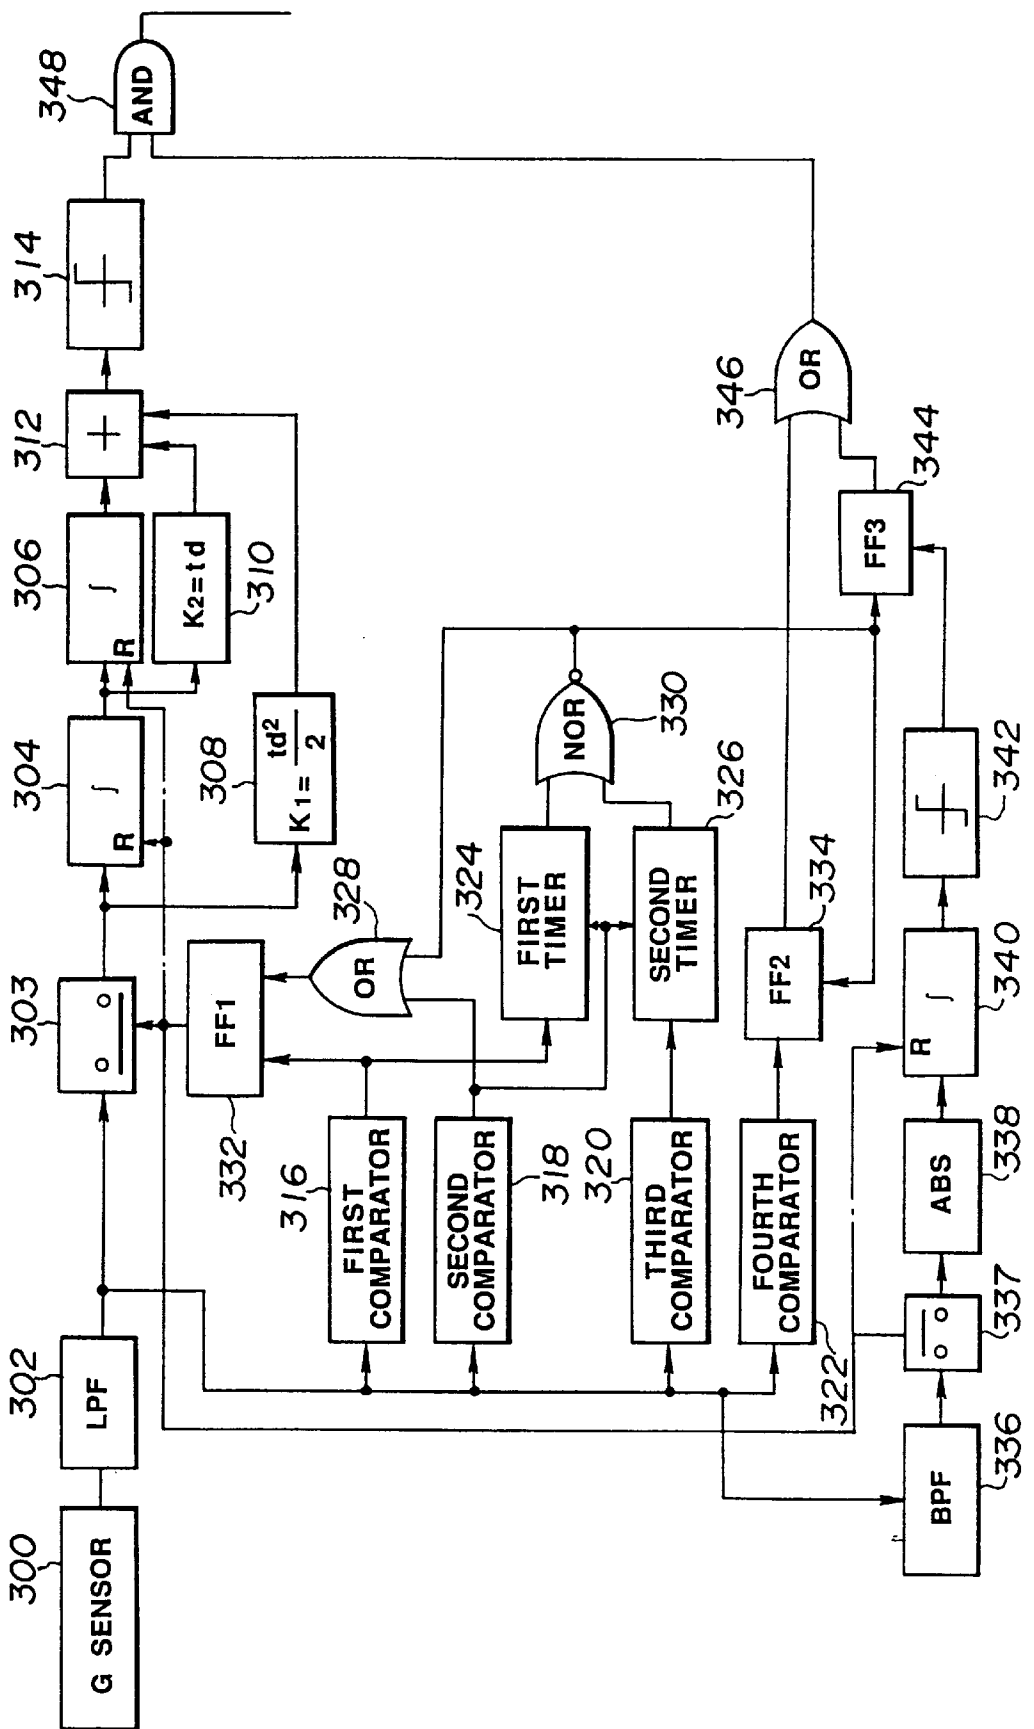 300
G SENSOR
302
LPF
303
304
∫
R
306
∫
R
312
+
314
348
AND
K2=td
310
308
K1= td²/2
332
FF1
328
OR
316
FIRST
COMPARATOR
SECOND
COMPARATOR
318
320
THIRD
COMPARATOR
FOURTH
COMPARATOR
322
324
FIRST
TIMER
SECOND
TIMER
326
NOR
330
FF2
334
346
OR
FF3
344
BPF
336
337
ABS
338
R
∫
340
342